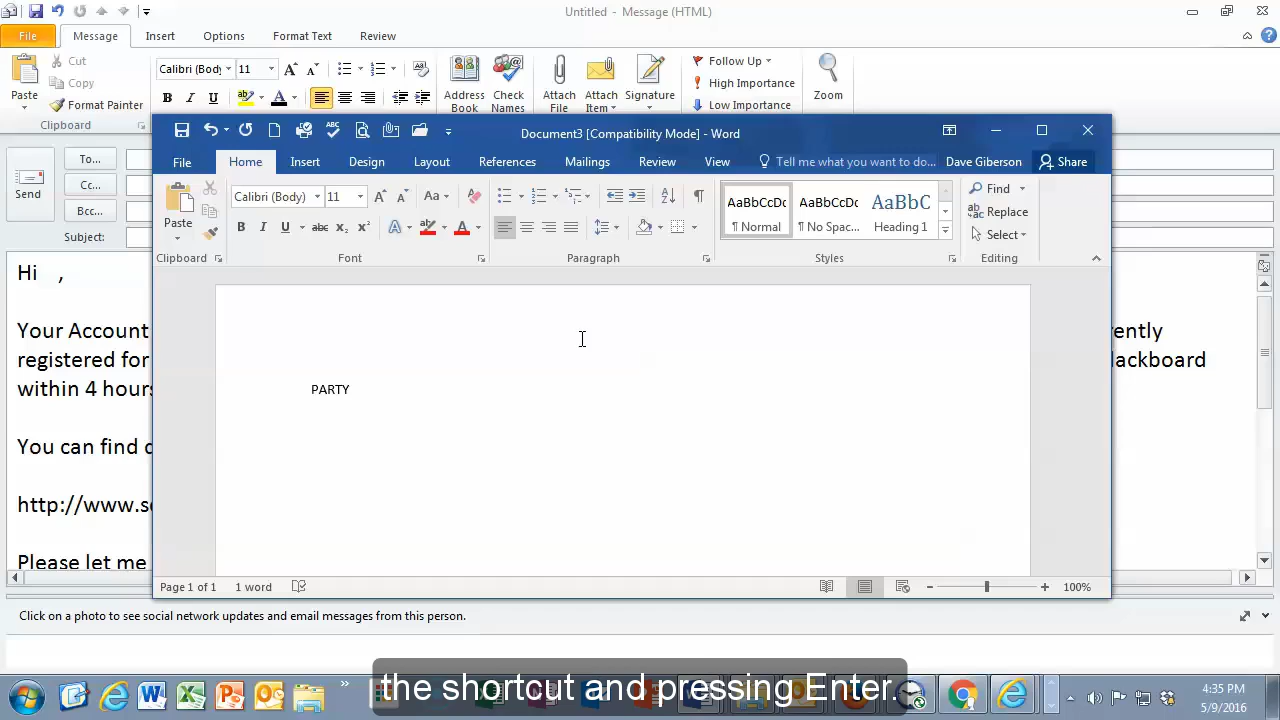 Untitled - Message (HTML)
File Message Insert Options Format Text Review
Cut
Copy
Format Painter
Paste
Clipboard
Calibri (Body 11
B I U
Address Book
Check Names
Attach File
Attach Item
Signature
Follow Up
High Importance
Low Importance
Zoom
Send
To...
Cc...
Bcc...
Subject:
Hi ,
Your Account
rently
registered for
lackboard
within 4 hours
You can find
http://www.s
Please let me
Document3 [Compatibility Mode] - Word
File Home Insert Design Layout References Mailings Review View Tell me what you want to do... Dave Giberson Share
Paste
Clipboard
Calibri (Body) 11 Aa
B I U abc x₂ x² A
Font
Paragraph
AaBbCcDc AaBbCcDc AaBbC
¶ Normal ¶ No Spac... Heading 1
Styles
Find
Replace
Select
Editing
PARTY
Page 1 of 1 1 word
100%
Click on a photo to see social network updates and email messages from this person.
the shortcut and pressing Enter.
4:35 PM
5/9/2016